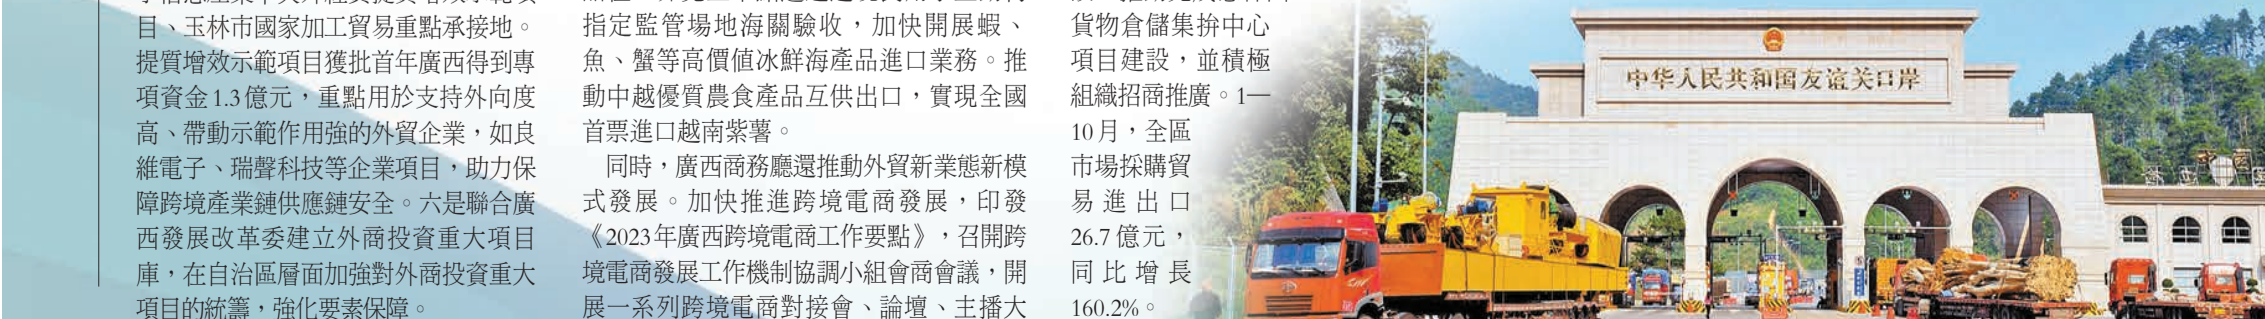 目、玉林市國家加工貿易重點承接地。
提質增效示範項目獲批首年廣西得到專
項資金1.3億元，重點用於支持外向度
高、帶動示範作用強的外貿企業，如良
維電子、瑞聲科技等企業項目，助力保
障跨境產業鏈供應鏈安全。六是聯合廣
西發展改革委建立外商投資重大項目
庫，在自治區層面加強對外商投資重大
項目的統籌，強化要素保障。
指定監管場地海關驗收，加快開展蝦、
魚、蟹等高價值冰鮮海產品進口業務。推
動中越優質農食產品互供出口，實現全國
首票進口越南紫薯。
同時，廣西商務廳還推動外貿新業態新模
式發展。加快推進跨境電商發展，印發
《2023年廣西跨境電商工作要點》，召開跨
境電商發展工作機制協調小組會商會議，開
展一系列跨境電商對接會、論壇、主播大
貨物倉儲集拚中心
項目建設，並積極
組織招商推廣。1—
10月，全區
市場採購貿
易進出口
26.7億元，
同比增長
160.2%。
中华人民共和国友谊关口岸